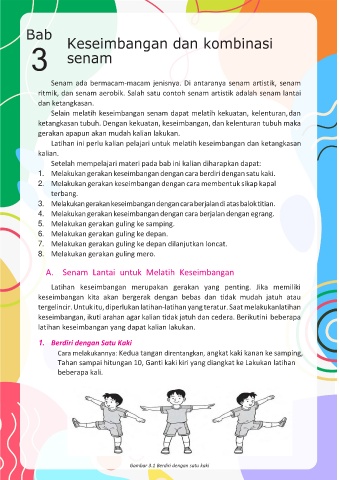 Bab
3
Keseimbangan dan kombinasi
senam
Senam ada bermacam-macam jenisnya. Di antaranya senam artistik, senam
ritmik, dan senam aerobik. Salah satu contoh senam artistik adalah senam lantai
dan ketangkasan.
Selain melatih keseimbangan senam dapat melatih kekuatan, kelenturan, dan
ketangkasan tubuh. Dengan kekuatan, keseimbangan, dan kelenturan tubuh maka
gerakan apapun akan mudah kalian lakukan.
Latihan ini perlu kalian pelajari untuk melatih keseimbangan dan ketangkasan
kalian.
Setelah mempelajari materi pada bab ini kalian diharapkan dapat:
1. Melakukan gerakan keseimbangan dengan cara berdiri dengan satu kaki.
2. Melakukan gerakan keseimbangan dengan cara membentuk sikap kapal
terbang.
3. Melakukan gerakan keseimbangan dengan cara berjalan di atas balok titian.
4. Melakukan gerakan keseimbangan dengan cara berjalan dengan egrang.
5. Melakukan gerakan guling ke samping.
6. Melakukan gerakan guling ke depan.
7. Melakukan gerakan guling ke depan dilanjutkan loncat.
8. Melakukan gerakan guling mero.
A. Senam Lantai untuk Melatih Keseimbangan
Latihan keseimbangan merupakan gerakan yang penting. Jika memiliki
keseimbangan kita akan bergerak dengan bebas dan tidak mudah jatuh atau
tergelincir. Untuk itu, diperlukan latihan-latihan yang teratur. Saat melakukan latihan
keseimbangan, ikuti arahan agar kalian tidak jatuh dan cedera. Berikut ini beberapa
latihan keseimbangan yang dapat kalian lakukan.
1. Berdiri dengan Satu Kaki
Cara melakukannya: Kedua tangan direntangkan, angkat kaki kanan ke samping,
Tahan sampai hitungan 10, Ganti kaki kiri yang diangkat ke Lakukan latihan
beberapa kali.
Gambar 3.1 Berdiri dengan satu kaki